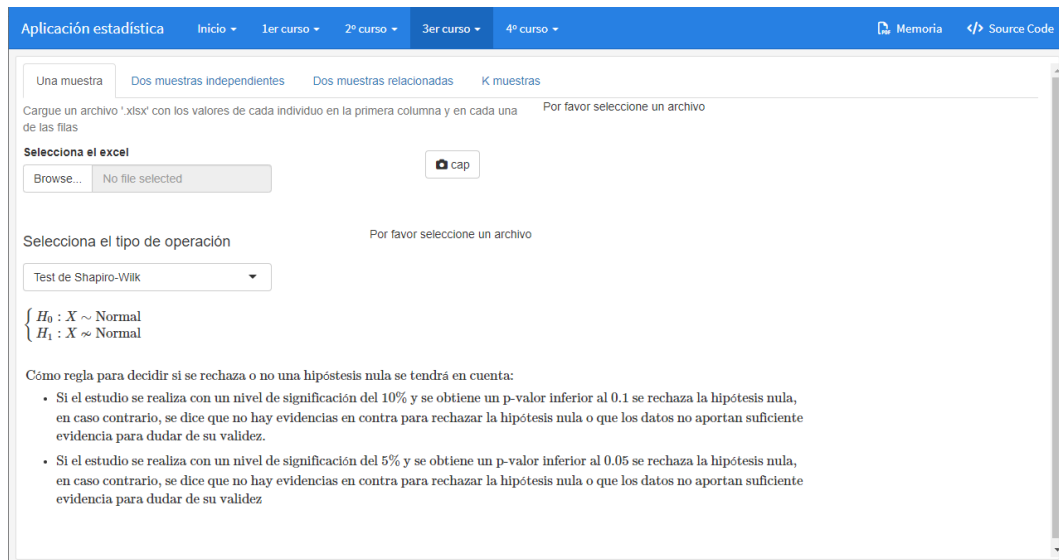 Aplicación estadística Inicio 1er curso 2º curso 3er curso 4º curso Memoria </> Source Code
Una muestra Dos muestras independientes Dos muestras relacionadas K muestras
Cargue un archivo '.xlsx' con los valores de cada individuo en la primera columna y en cada una
de las filas
Por favor seleccione un archivo
Selecciona el excel
Browse... No file selected
cap
Selecciona el tipo de operación
Por favor seleccione un archivo
Test de Shapiro-Wilk
H₀ : X ∼ Normal
H₁ : X ≁ Normal
Cómo regla para decidir si se rechaza o no una hipóstesis nula se tendrá en cuenta:
• Si el estudio se realiza con un nivel de significación del 10% y se obtiene un p-valor inferior al 0.1 se rechaza la hipótesis nula,
en caso contrario, se dice que no hay evidencias en contra para rechazar la hipótesis nula o que los datos no aportan suficiente
evidencia para dudar de su validez.
• Si el estudio se realiza con un nivel de significación del 5% y se obtiene un p-valor inferior al 0.05 se rechaza la hipótesis nula,
en caso contrario, se dice que no hay evidencias en contra para rechazar la hipótesis nula o que los datos no aportan suficiente
evidencia para dudar de su validez